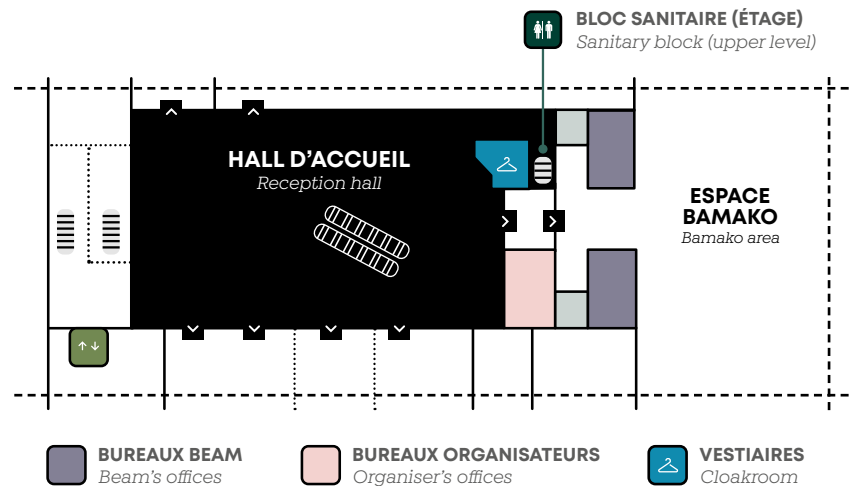 BLOC SANITAIRE (ÉTAGE)
Sanitary block (upper level)
HALL D’ACCUEIL
Reception hall
ESPACE
BAMAKO
Bamako area
BUREAUX BEAM
Beam’s offices
BUREAUX ORGANISATEURS
Organiser’s offices
VESTIAIRES
Cloakroom